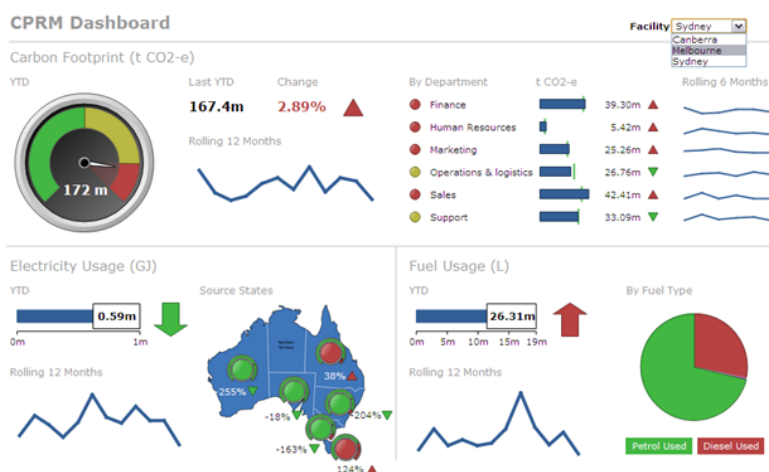 CPRM Dashboard
Facility Sydney
Canberra
Melbourne
Sydney
Carbon Footprint (t CO2-e)
YTD
172 m
Last YTD Change
167.4m 2.89%
Rolling 12 Months
By Department t CO2-e Rolling 6 Months
Finance 39.30m
Human Resources 5.42m
Marketing 25.26m
Operations & logistics 26.76m
Sales 42.41m
Support 33.09m
Electricity Usage (GJ)
YTD
0.59m
0m 1m
Rolling 12 Months
Source States
Northern
Territory
38%
-255%
-18%
-204%
-163%
124%
Fuel Usage (L)
YTD
26.31m
0m 5m 10m 15m 19m
Rolling 12 Months
By Fuel Type
Petrol Used Diesel Used